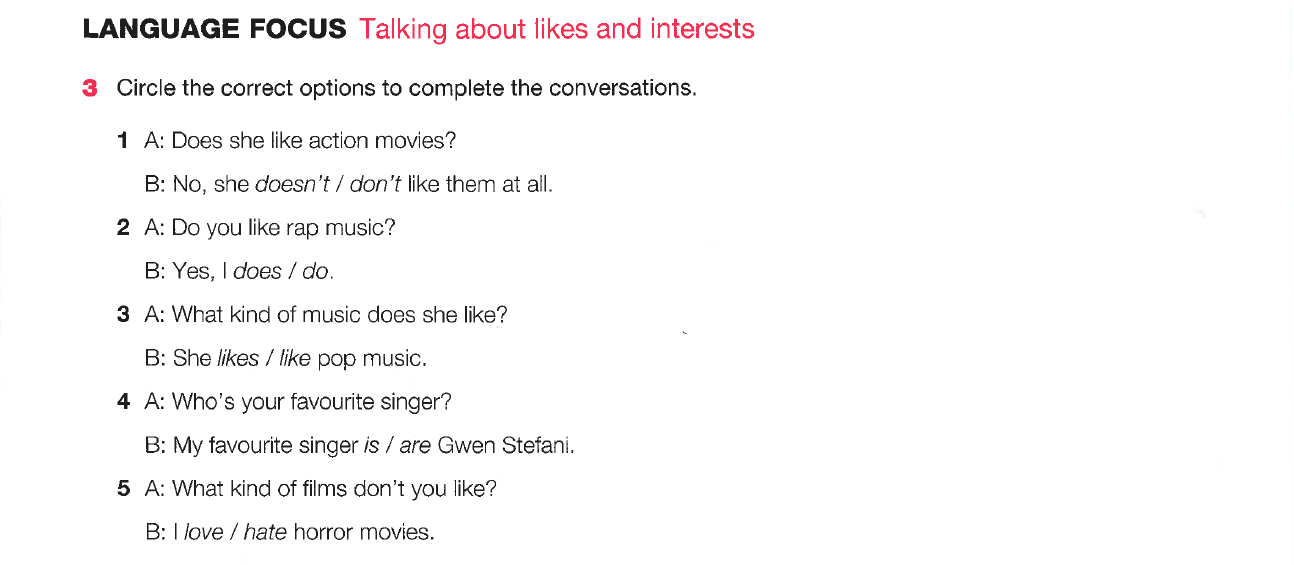 LANGUAGE FOCUS Talking about likes and interests
3 Circle the correct options to complete the conversations.
1 A: Does she like action movies?
B: No, she doesn't / don't like them at all.
2 A: Do you like rap music?
B: Yes, I does / do.
3 A: What kind of music does she like?
B: She likes / like pop music.
4 A: Who's your favourite singer?
B: My favourite singer is / are Gwen Stefani.
5 A: What kind of films don't you like?
B: I love / hate horror movies.